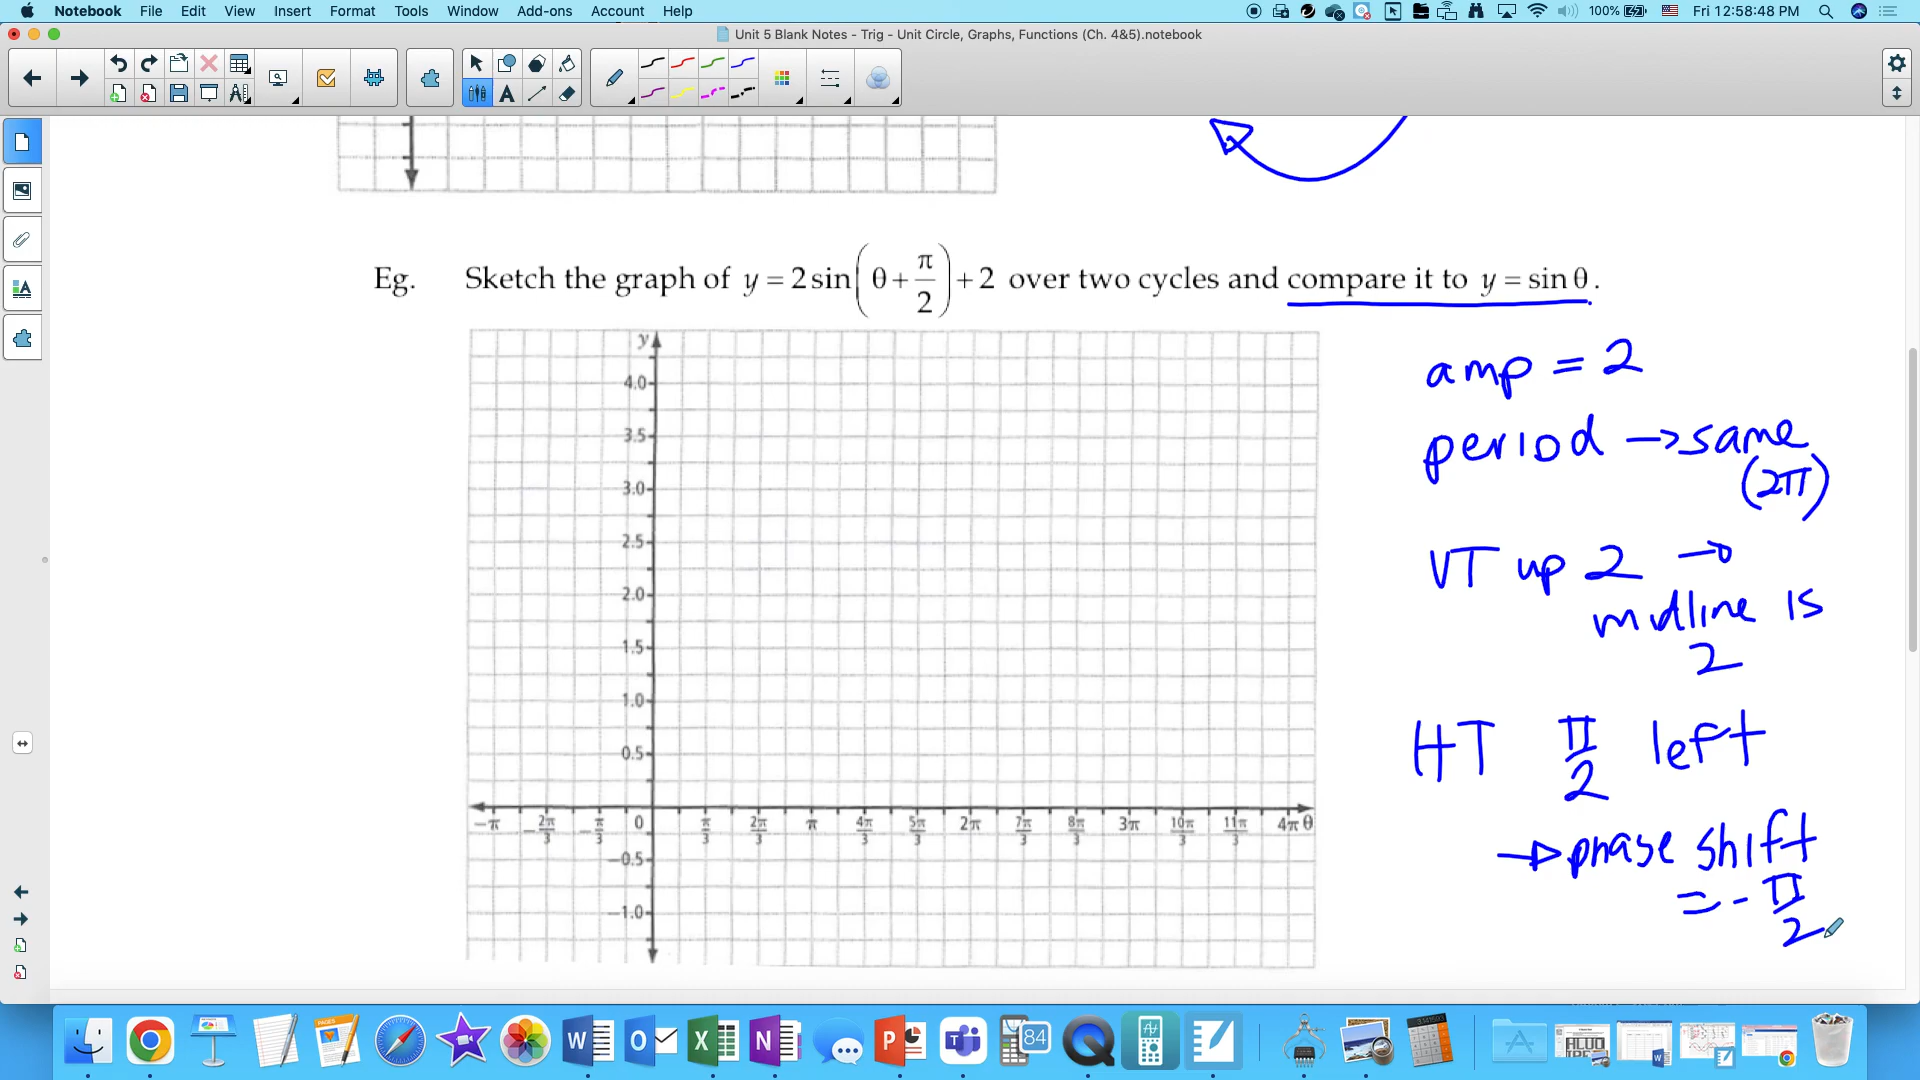 Notebook File Edit View Insert Format Tools Window Add-ons Account Help 100% Fri 12:58:48 PM
Unit 5 Blank Notes - Trig - Unit Circle, Graphs, Functions (Ch. 4&5).notebook
Eg. Sketch the graph of y = 2 sin(θ + π/2) + 2 over two cycles and compare it to y = sin θ.
y
4.0
3.5
3.0
2.5
2.0
1.5
1.0
0.5
-π -2π/3 -π/3 0 π/3 2π/3 π 4π/3 5π/3 2π 7π/3 8π/3 3π 10π/3 11π/3 4π θ
-0.5
-1.0
amp = 2
period → same
(2π)
VT up 2 →
midline is
2
HT π/2 left
→ phase shift
= - π/2
84